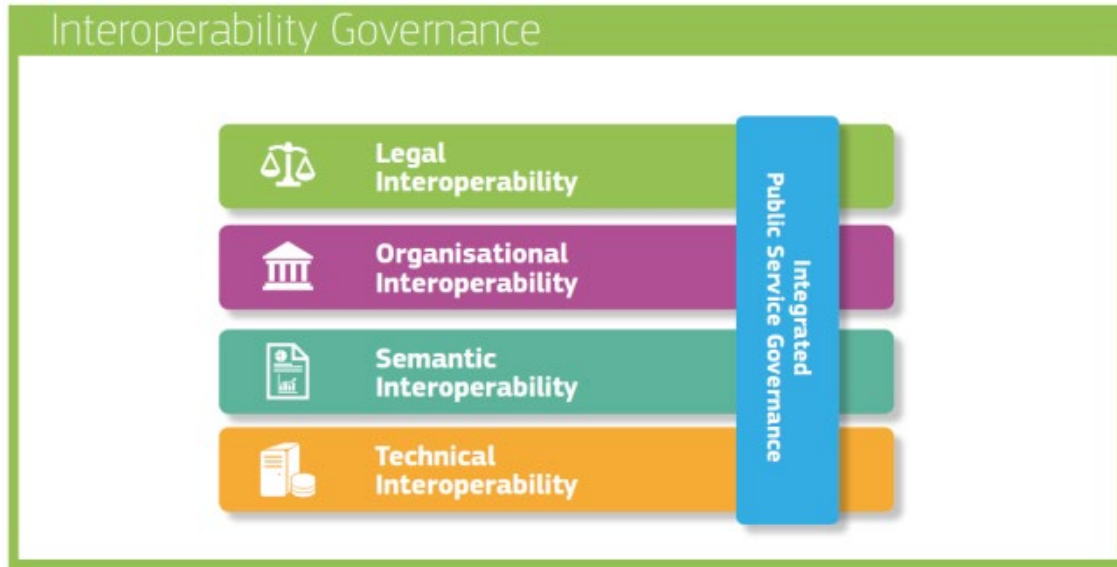 Interoperability Governance
Legal
Interoperability
Organisational
Interoperability
Semantic
Interoperability
Technical
Interoperability
Integrated
Public Service Governance